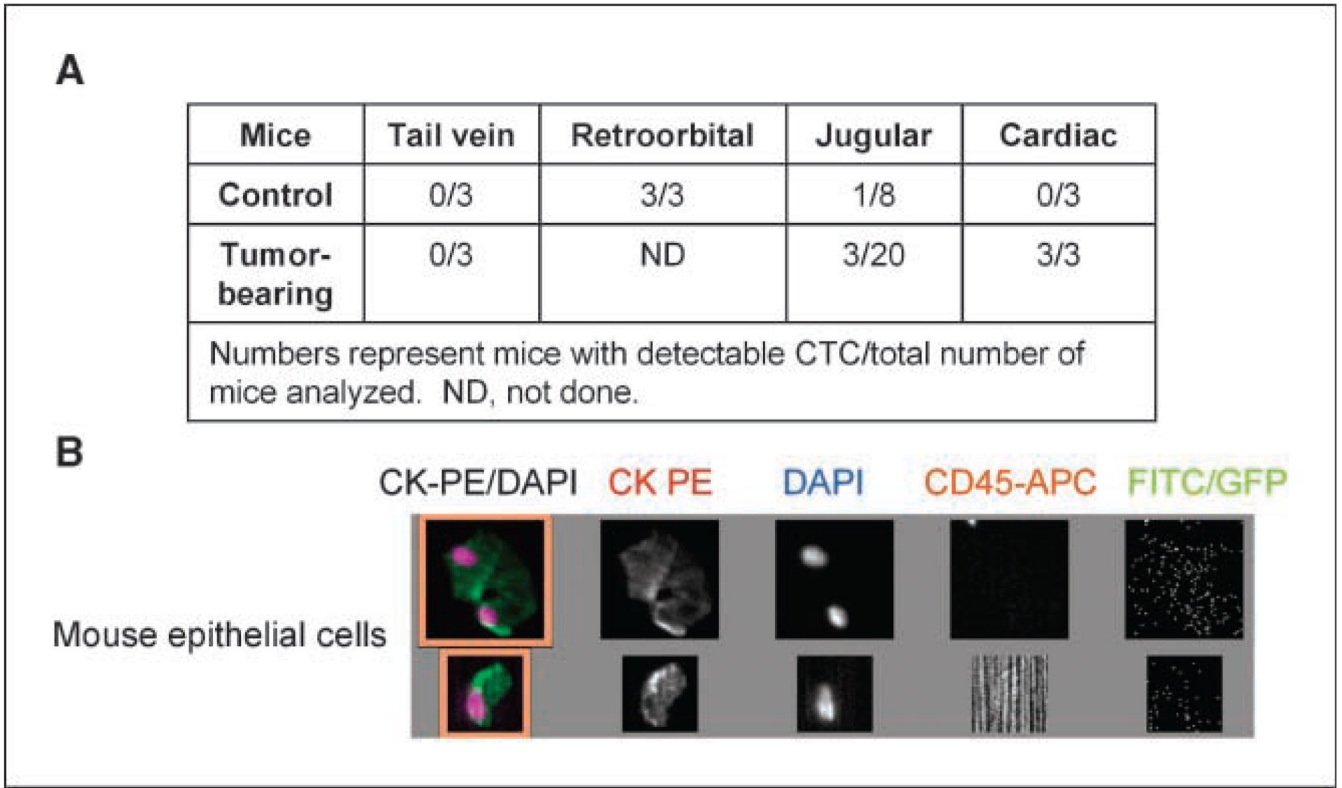 A
Mice Tail vein Retroorbital Jugular Cardiac
Control 0/3 3/3 1/8 0/3
Tumor-
bearing 0/3 ND 3/20 3/3
Numbers represent mice with detectable CTC/total number of
mice analyzed. ND, not done.
B
CK-PE/DAPI CK PE DAPI CD45-APC FITC/GFP
Mouse epithelial cells